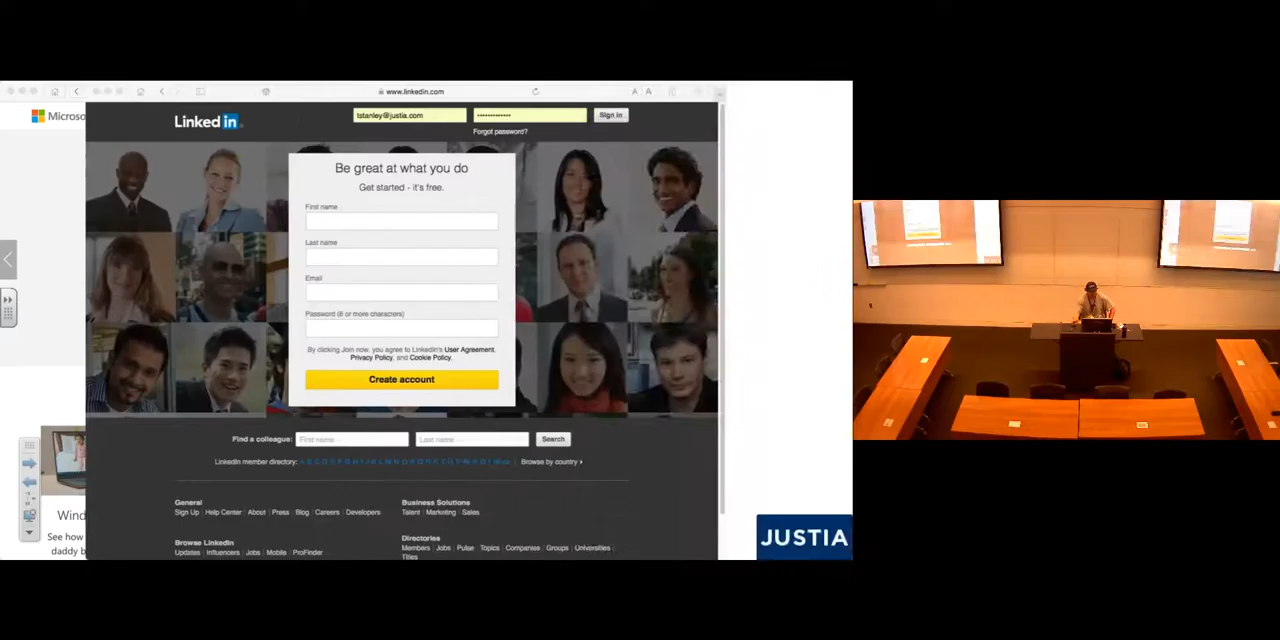 www.linkedin.com
A A
Microso
Linked in
tstanley@justia.com
Sign in
Forgot password?
Be great at what you do
Get started - it's free.
First name
Last name
Email
Password (6 or more characters)
By clicking Join now, you agree to LinkedIn's User Agreement,
Privacy Policy, and Cookie Policy.
Create account
Find a colleague: First name Last name Search
LinkedIn member directory:
Browse by country
General
Sign Up | Help Center | About | Press | Blog | Careers | Developers
Business Solutions
Talent | Marketing | Sales
Browse LinkedIn
Updates | Influencers | Jobs | Mobile | ProFinder
Directories
Members | Jobs | Pulse | Topics | Companies | Groups | Universities |
Titles
Wind
See how
daddy b
JUSTIA